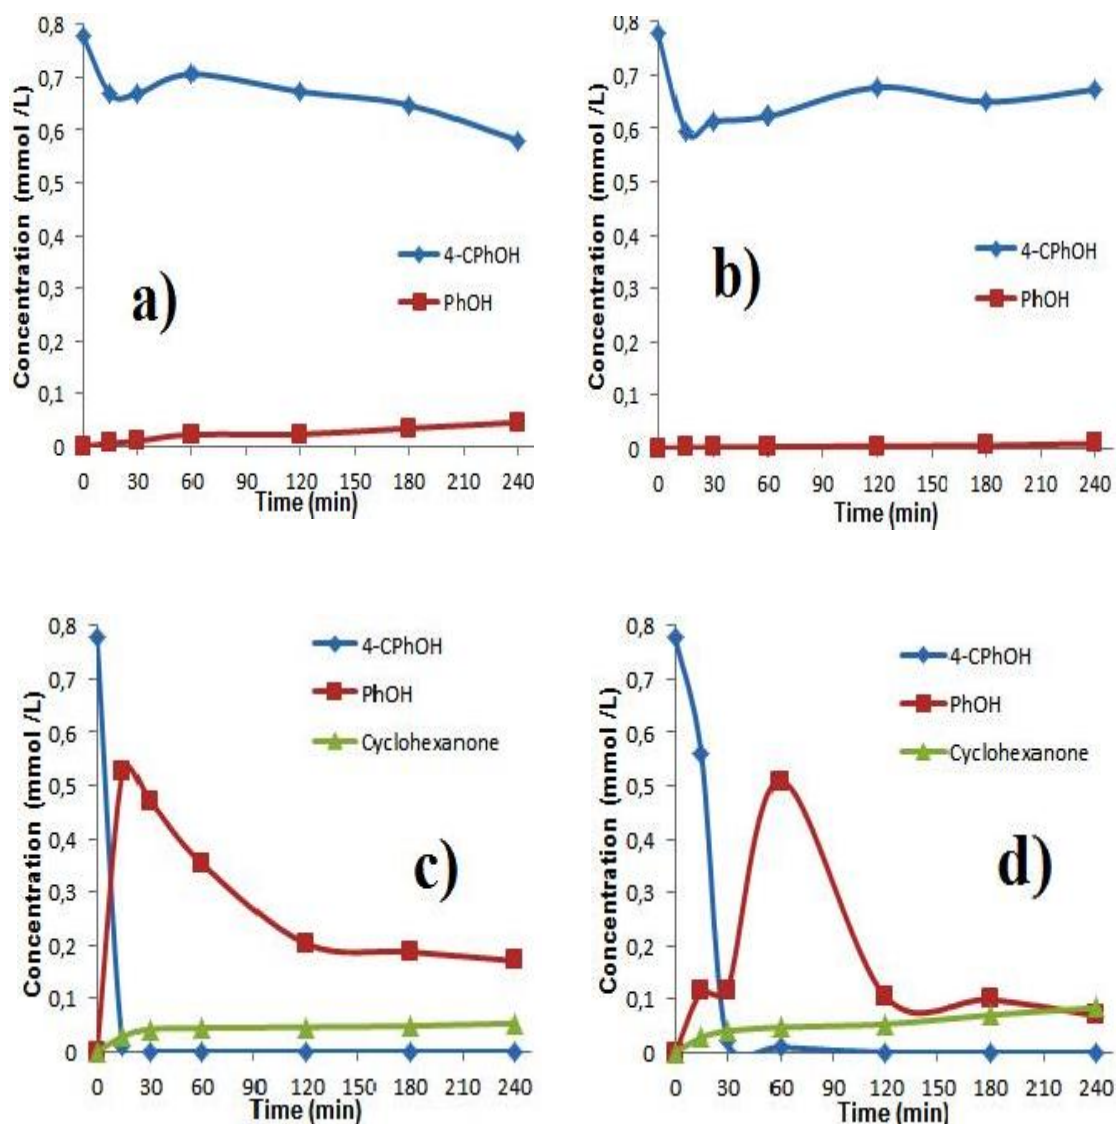 Concentration (mmol /L)
0,8
0,7
0,6
0,5
0,4
0,3
0,2
0,1
0
4-CPhOH
PhOH
a)
0 30 60 90 120 150 180 210 240
Time (min)
Concentration (mmol /L)
0,8
0,7
0,6
0,5
0,4
0,3
0,2
0,1
0
4-CPhOH
PhOH
b)
0 30 60 90 120 150 180 210 240
Time (min)
Concentration (mmol /L)
0,8
0,7
0,6
0,5
0,4
0,3
0,2
0,1
0
4-CPhOH
PhOH
Cyclohexanone
c)
0 30 60 90 120 150 180 210 240
Time (min)
Concentration (mmol /L)
0,8
0,7
0,6
0,5
0,4
0,3
0,2
0,1
0
4-CPhOH
PhOH
Cyclohexanone
d)
0 30 60 90 120 150 180 210 240
Time (min)